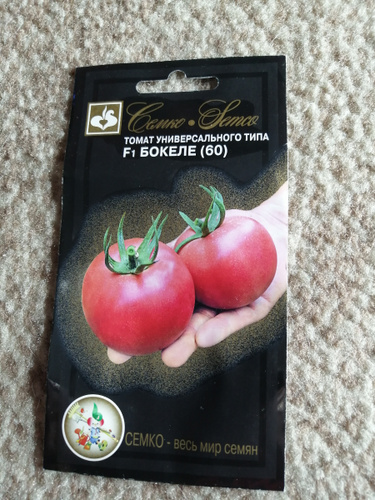 Семко • Semco
ТОМАТ УНИВЕРСАЛЬНОГО ТИПА
F1 БОКЕЛЕ (60)
СЕМКО - весь мир семян